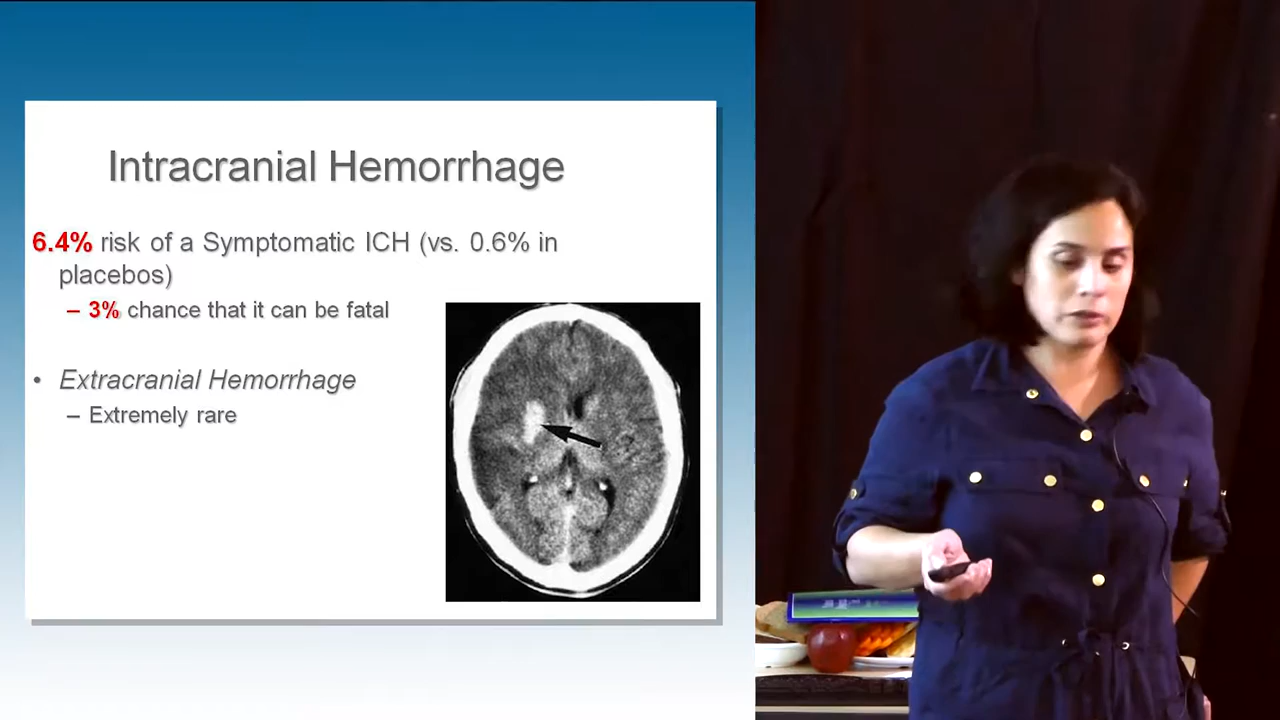 Intracranial Hemorrhage
6.4% risk of a Symptomatic ICH (vs. 0.6% in
placebos)
– 3% chance that it can be fatal
• Extracranial Hemorrhage
– Extremely rare